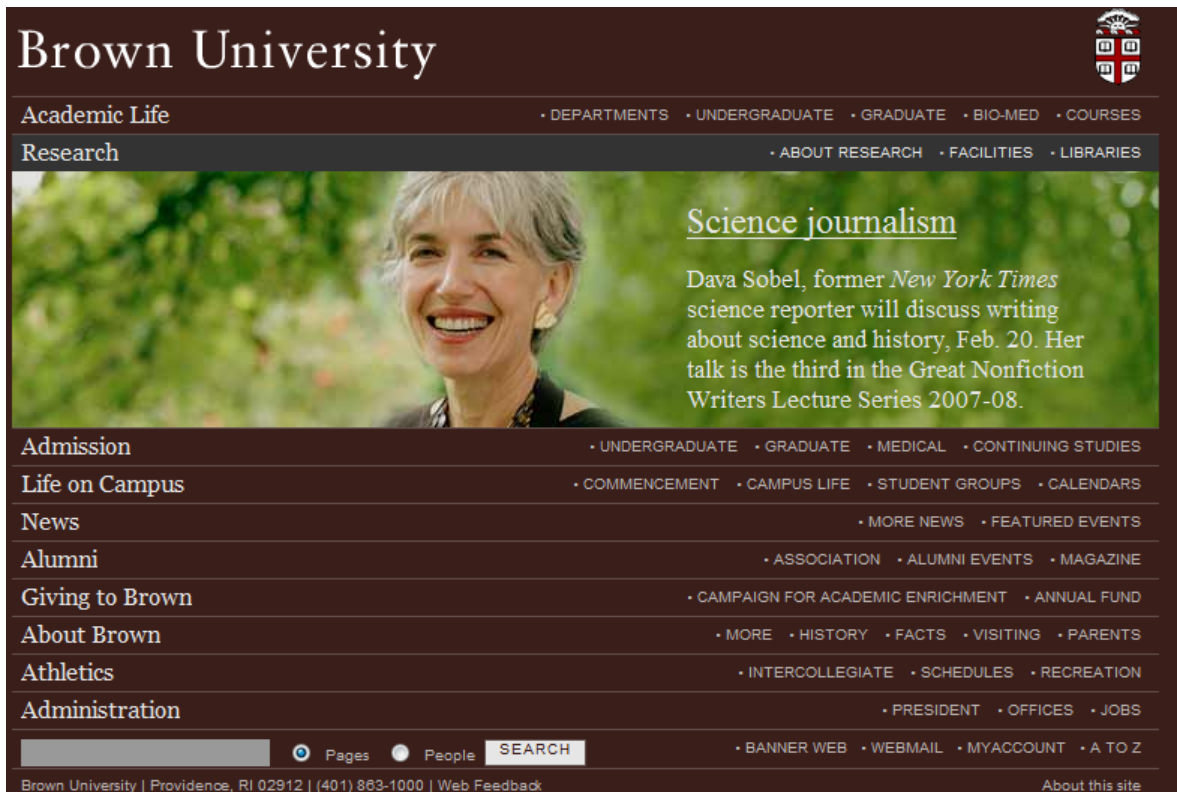 Brown University
Academic Life • DEPARTMENTS • UNDERGRADUATE • GRADUATE • BIO-MED • COURSES
Research • ABOUT RESEARCH • FACILITIES • LIBRARIES
Science journalism
Dava Sobel, former New York Times
science reporter will discuss writing
about science and history, Feb. 20. Her
talk is the third in the Great Nonfiction
Writers Lecture Series 2007-08.
Admission • UNDERGRADUATE • GRADUATE • MEDICAL • CONTINUING STUDIES
Life on Campus • COMMENCEMENT • CAMPUS LIFE • STUDENT GROUPS • CALENDARS
News • MORE NEWS • FEATURED EVENTS
Alumni • ASSOCIATION • ALUMNI EVENTS • MAGAZINE
Giving to Brown • CAMPAIGN FOR ACADEMIC ENRICHMENT • ANNUAL FUND
About Brown • MORE • HISTORY • FACTS • VISITING • PARENTS
Athletics • INTERCOLLEGIATE • SCHEDULES • RECREATION
Administration • PRESIDENT • OFFICES • JOBS
Pages People SEARCH • BANNER WEB • WEBMAIL • MYACCOUNT • A TO Z
Brown University | Providence, RI 02912 | (401) 863-1000 | Web Feedback About this site